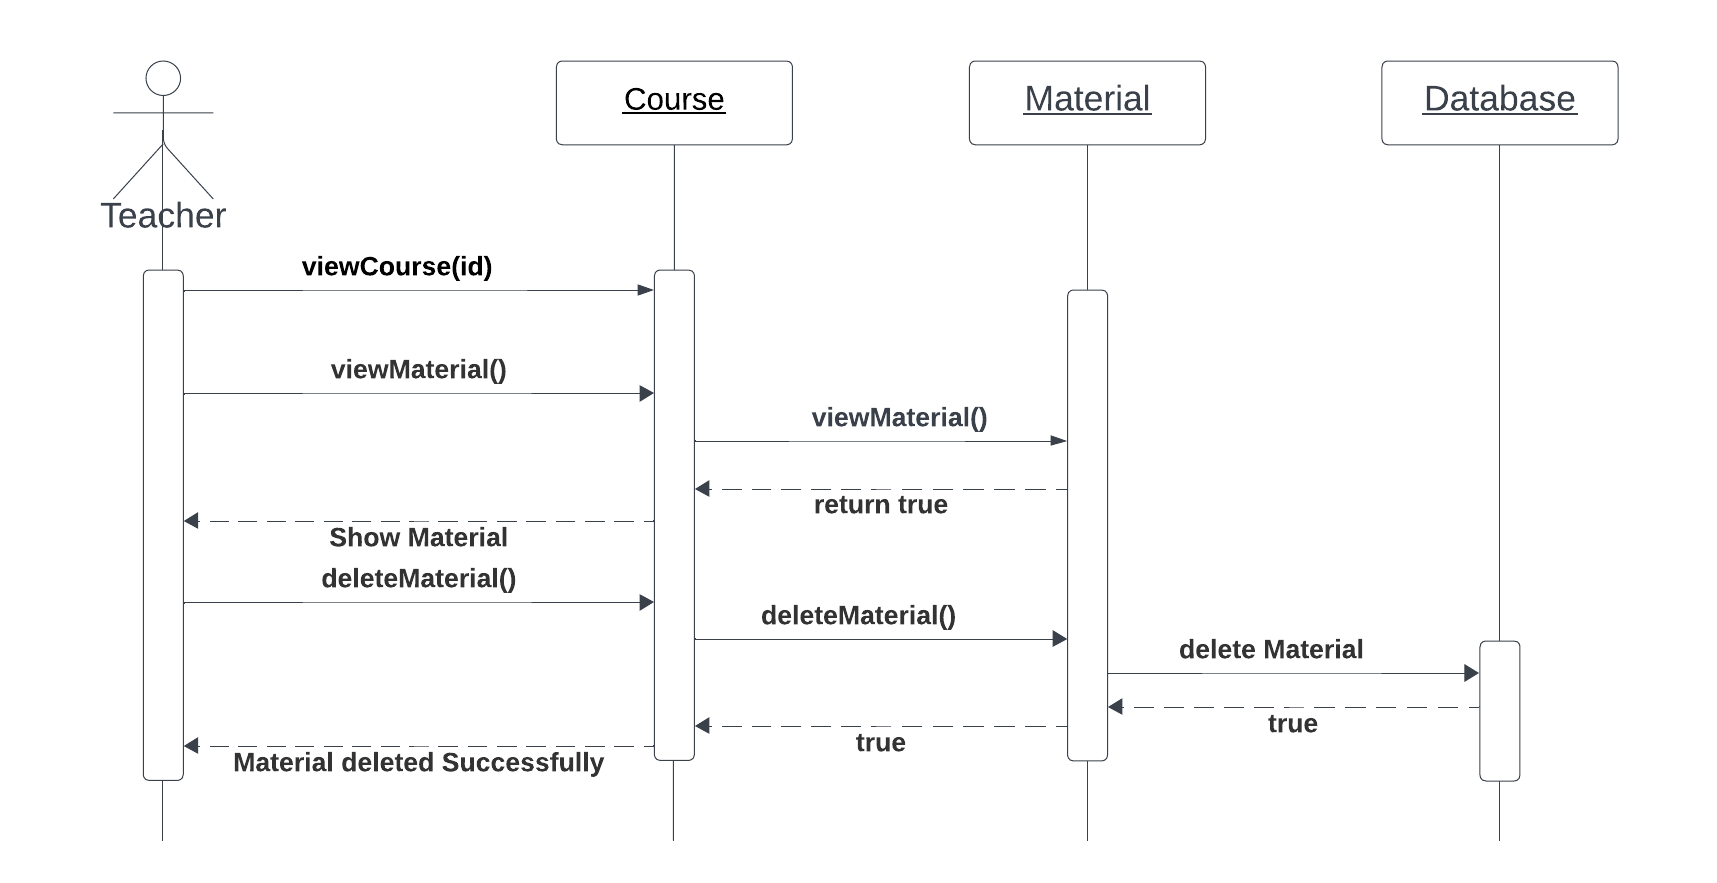 Course
Material
Database
Teacher
viewCourse(id)
viewMaterial()
viewMaterial()
return true
Show Material
deleteMaterial()
deleteMaterial()
delete Material
true
true
Material deleted Successfully